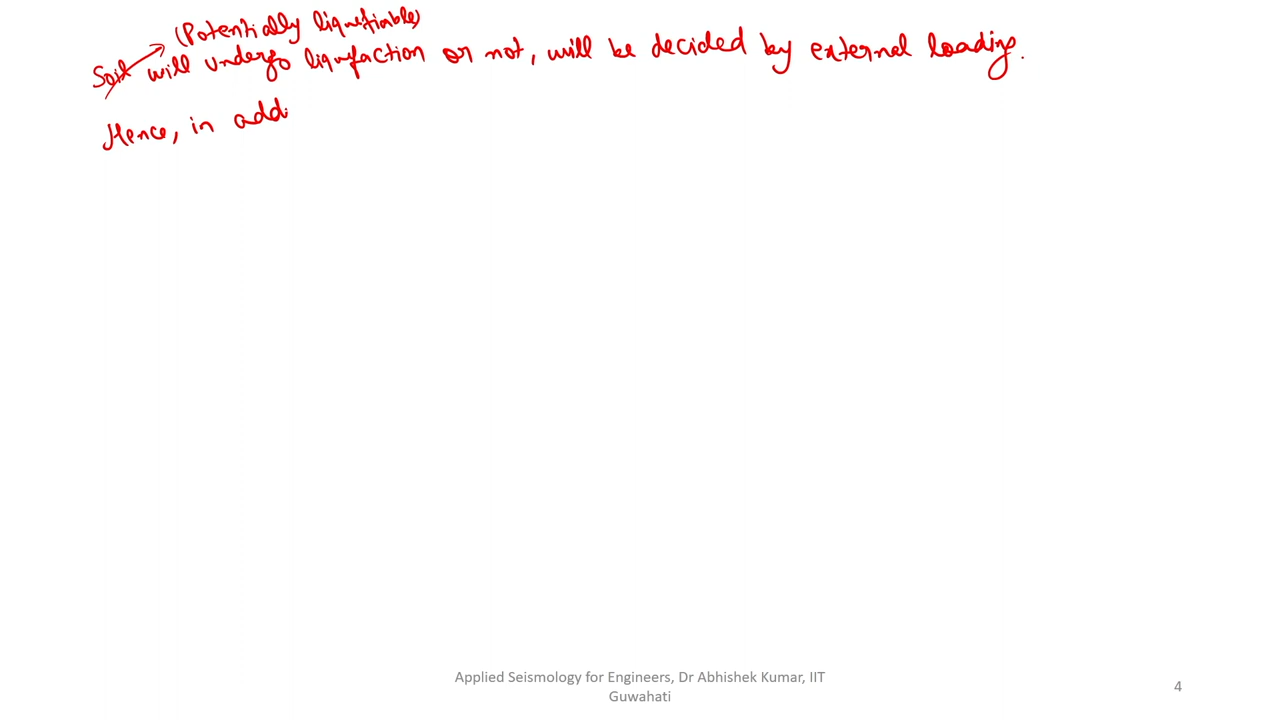 (Potentially liquefiable)
Soil will undergo liquefaction or not, will be decided by external loading.
Hence, in addi
Applied Seismology for Engineers, Dr Abhishek Kumar, IIT
Guwahati
4